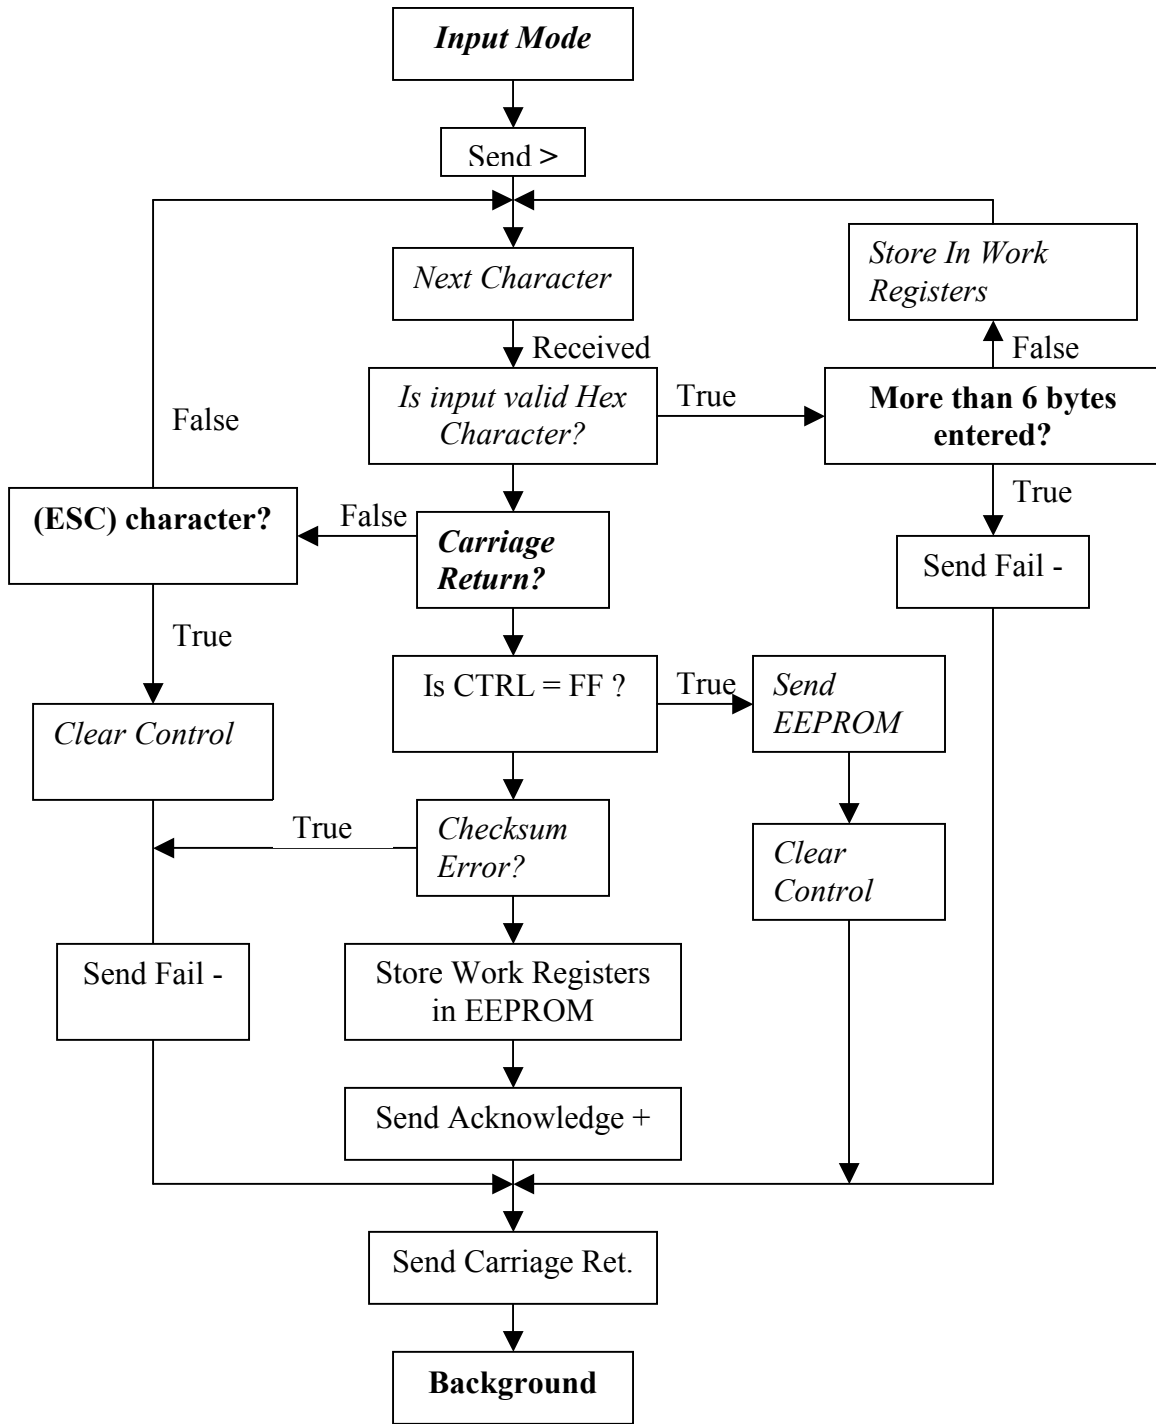 Input Mode
Send >
Next Character
Store In Work
Registers
Received
False
Is input valid Hex
Character?
True
More than 6 bytes
entered?
False
True
(ESC) character?
False
Carriage
Return?
Send Fail -
True
Is CTRL = FF ?
True
Send
EEPROM
Clear Control
True
Checksum
Error?
Clear
Control
Send Fail -
Store Work Registers
in EEPROM
Send Acknowledge +
Send Carriage Ret.
Background